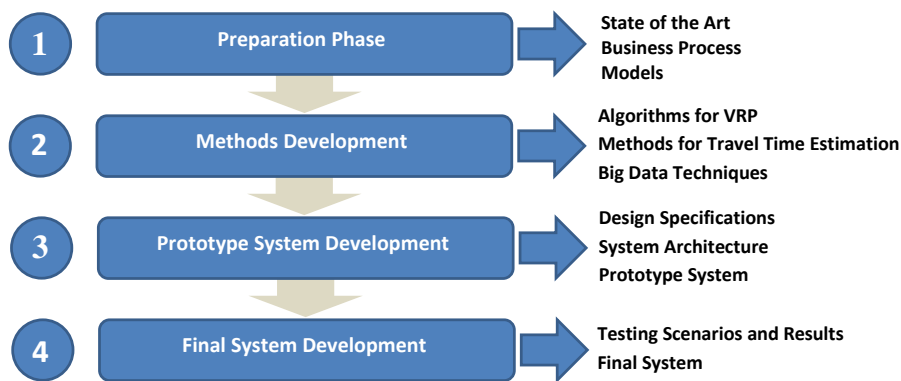 1
Preparation Phase
State of the Art
Business Process
Models
2
Methods Development
Algorithms for VRP
Methods for Travel Time Estimation
Big Data Techniques
3
Prototype System Development
Design Specifications
System Architecture
Prototype System
4
Final System Development
Testing Scenarios and Results
Final System